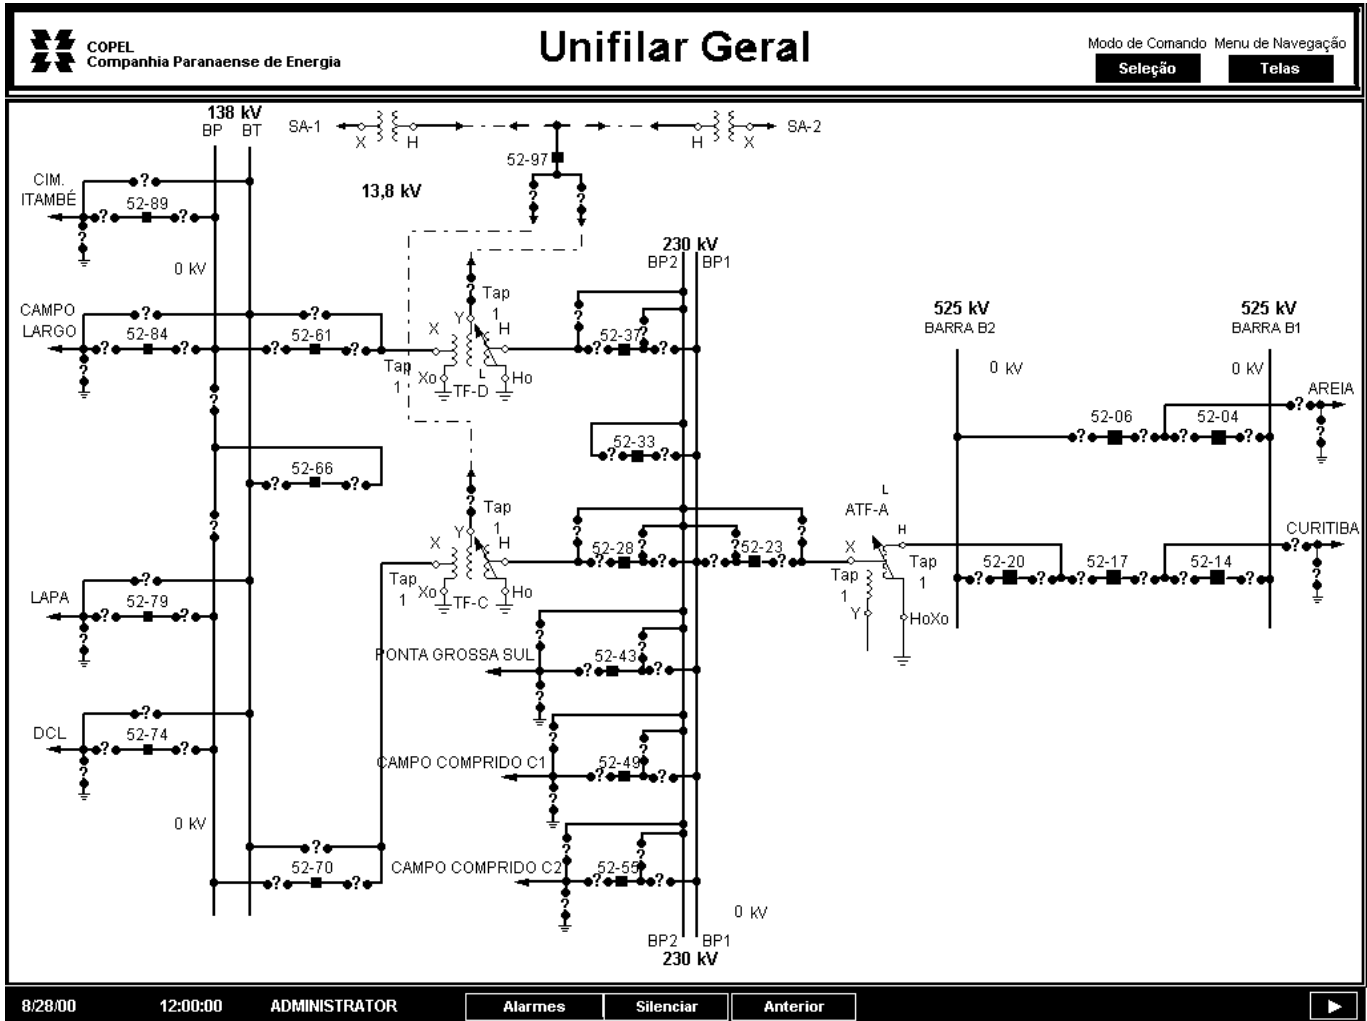 COPEL
Companhia Paranaense de Energia
Unifilar Geral
Modo de Comando Menu de Navegação
Seleção Telas
138 kV
BP BT
SA-1 X H H X SA-2
52-97
13,8 kV
CIM.
ITAMBÉ
? 52-89
? ?
?
? ?
0 kV
230 kV
BP2 BP1
CAMPO
LARGO
? 52-84
? ?
?
? 52-61
? ?
Tap
1
?
Y
X H
Tap
1
Xo TF-D L Ho
? 52-37
? ?
525 kV
BARRA B2
525 kV
BARRA B1
0 kV
0 kV
AREIA
?
?
52-06 52-04
? ? ? ?
?
52-66
? ?
?
52-33
? ?
Tap
1
?
Y
X H
Tap
1
Xo TF-C Ho
? ? ? ?
52-28 52-23
? ? ? ?
L
ATF-A
H
X
Tap
1
Tap
1
Y HoXo
CURITIBA
?
?
52-20 52-17 52-14
? ? ? ? ? ?
LAPA
? 52-79
? ?
?
PONTA GROSSA SUL
? ?
52-43
? ?
?
DCL
? 52-74
? ?
?
CAMPO COMPRIDO C1
? ?
52-49
? ?
?
0 kV
?
52-70
? ?
CAMPO COMPRIDO C2
? ?
52-55
? ?
?
0 kV
BP2 BP1
230 kV
8/28/00 12:00:00 ADMINISTRATOR Alarmes Silenciar Anterior